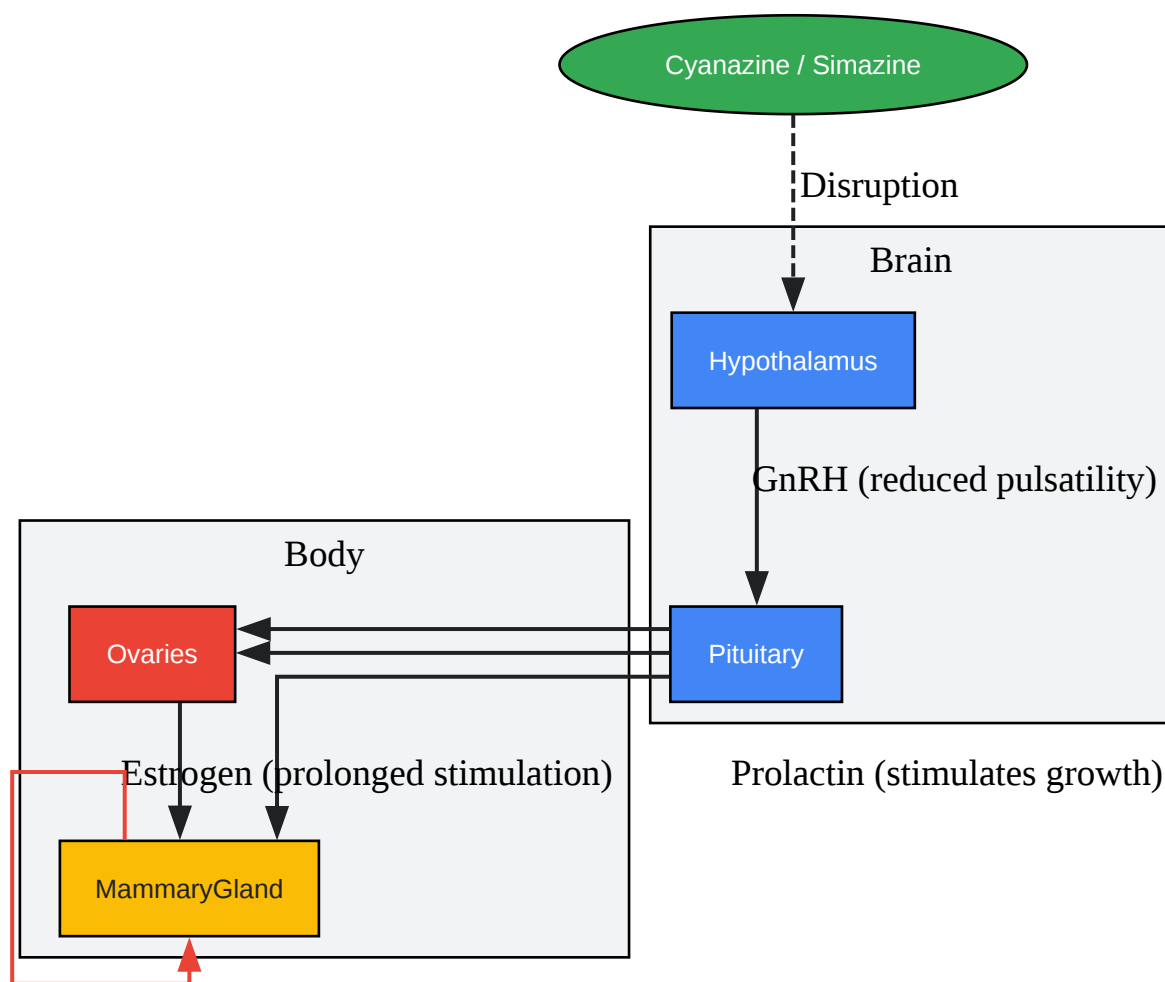 Cyanazine / Simazine
Disruption
Brain
Hypothalamus
GnRH (reduced pulsatility)
Body
Ovaries
Pituitary
Estrogen (prolonged stimulation)
Prolactin (stimulates growth)
MammaryGland